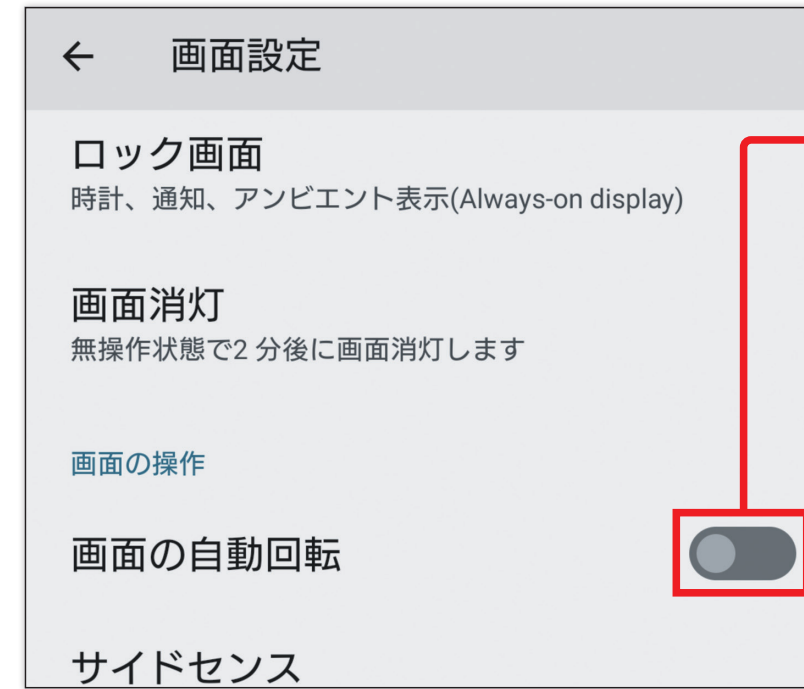 画面設定
ロック画面
時計、通知、アンビエント表示(Always-on display)
画面消灯
無操作状態で2 分後に画面消灯します
画面の操作
画面の自動回転
サイドセンス